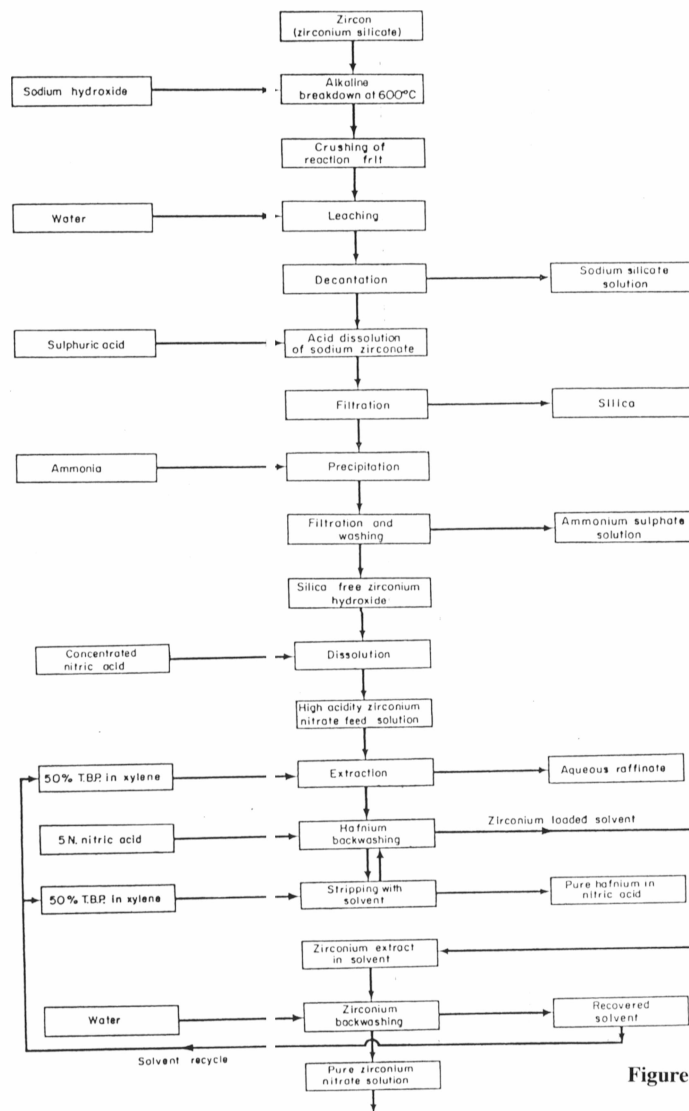 Zircon
(zirconium silicate)
Sodium hydroxide
Alkaline
breakdown at 600°C
Crushing of
reaction frit
Water
Leaching
Decantation
Sodium silicate
solution
Sulphuric acid
Acid dissolution
of sodium zirconate
Filtration
Silica
Ammonia
Precipitation
Filtration and
washing
Ammonium sulphate
solution
Silica free zirconium
hydroxide
Concentrated
nitric acid
Dissolution
High acidity zirconium
nitrate feed solution
50% T.B.P. in xylene
Extraction
Aqueous raffinate
Zirconium loaded solvent
5N. nitric acid
Hafnium
backwashing
50% T.B.P. in xylene
Stripping with
solvent
Pure hafnium in
nitric acid
Zirconium extract
in solvent
Water
Zirconium
backwashing
Recovered
solvent
Solvent recycle
Pure zirconium
nitrate solution
Figure